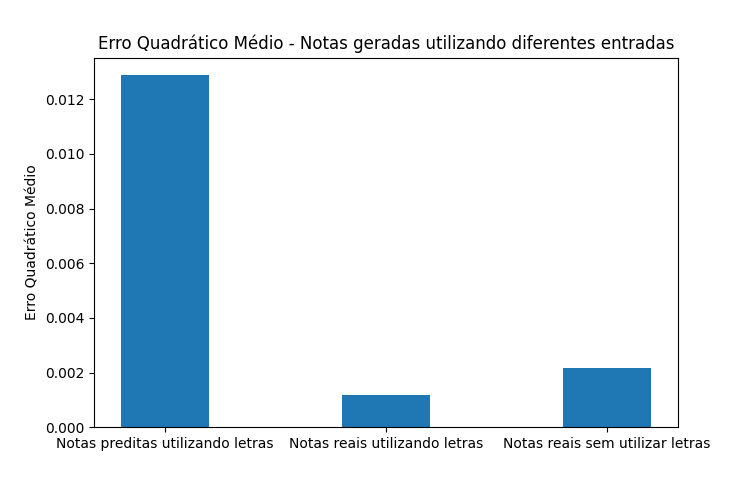 Erro Quadrático Médio - Notas geradas utilizando diferentes entradas
Erro Quadrático Médio
0.012
0.010
0.008
0.006
0.004
0.002
0.000
Notas preditas utilizando letras
Notas reais utilizando letras
Notas reais sem utilizar letras